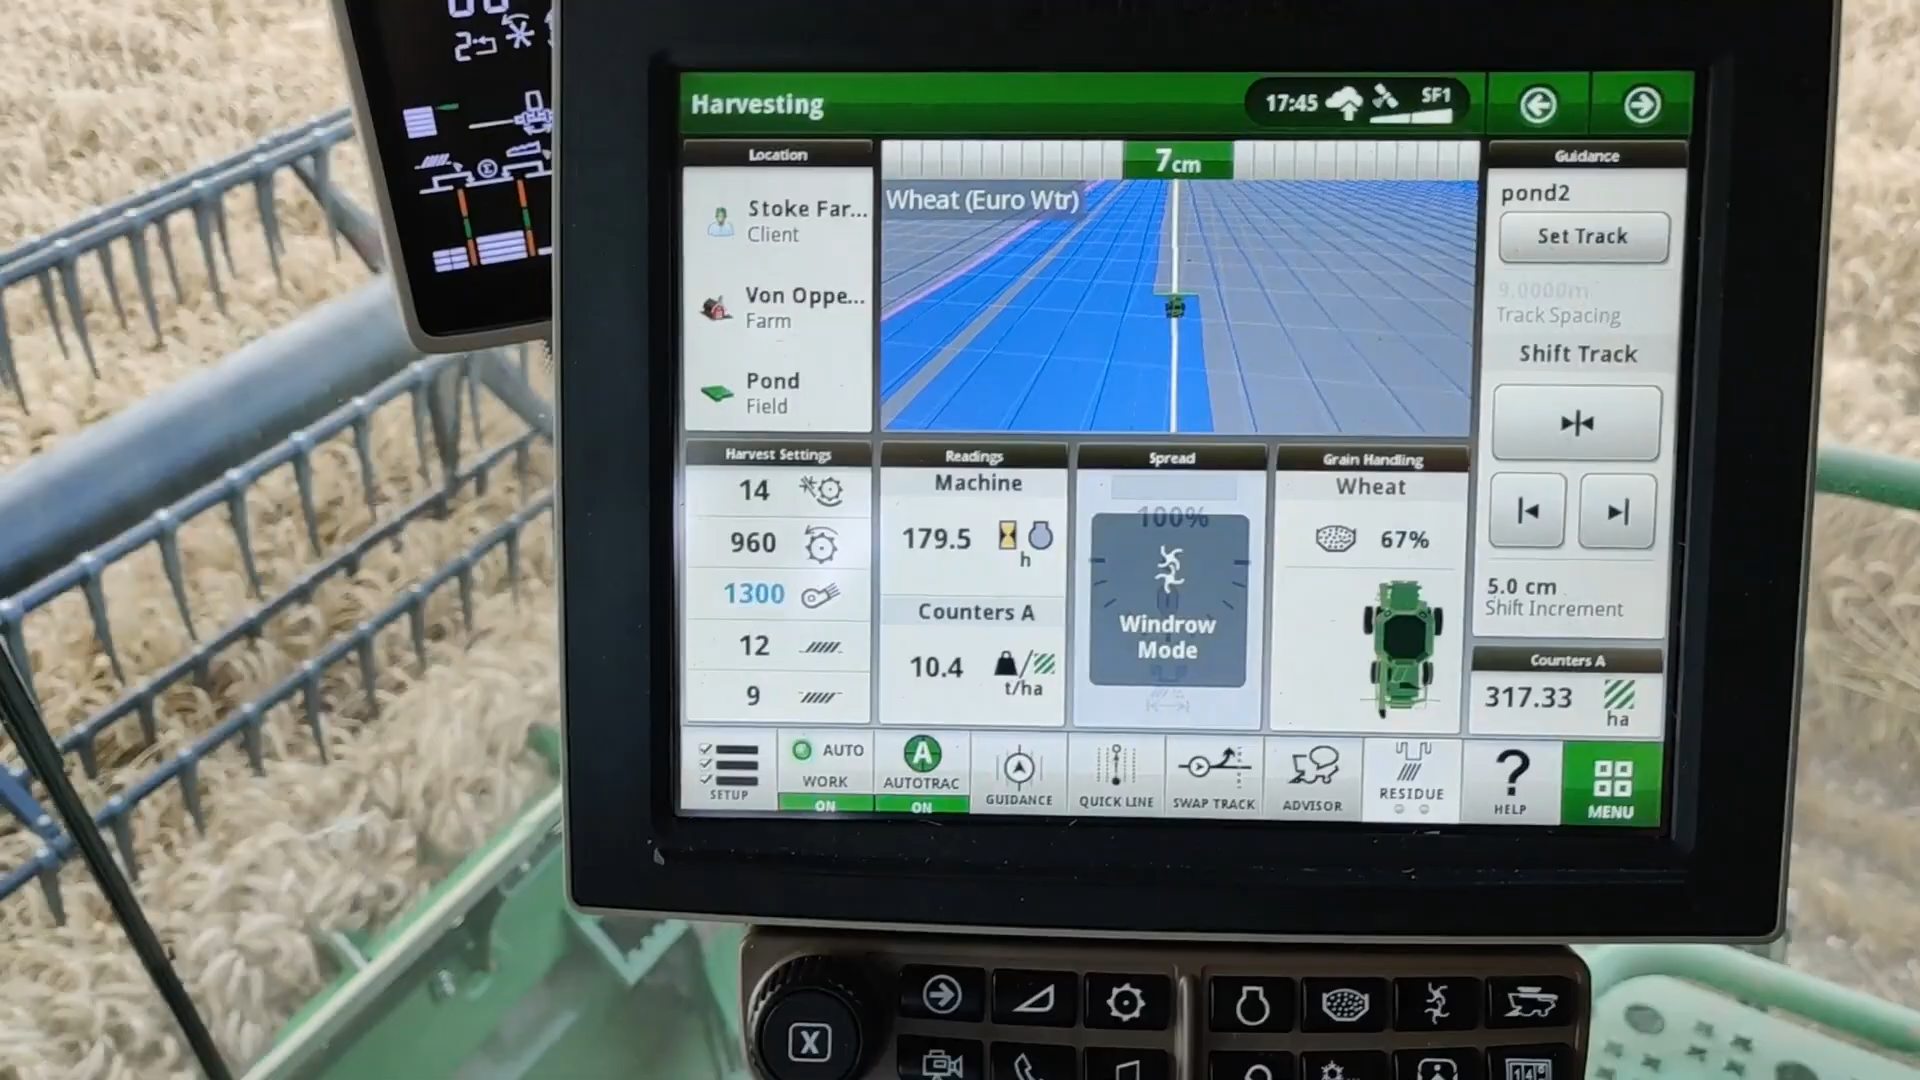 Harvesting
17:45
SF1
Location
Stoke Far...
Client
Von Oppe...
Farm
Pond
Field
7cm
Wheat (Euro Wtr)
Guidance
pond2
Set Track
9.0000m
Track Spacing
Shift Track
5.0 cm
Shift Increment
Harvest Settings
14
960
1300
12
9
Readings
Machine
179.5
h
Counters A
10.4
t/ha
Spread
100%
Windrow
Mode
Grain Handling
Wheat
67%
Counters A
317.33
ha
SETUP
AUTO
WORK
ON
A
AUTOTRAC
ON
GUIDANCE
QUICK LINE
SWAP TRACK
ADVISOR
RESIDUE
?
HELP
MENU
X